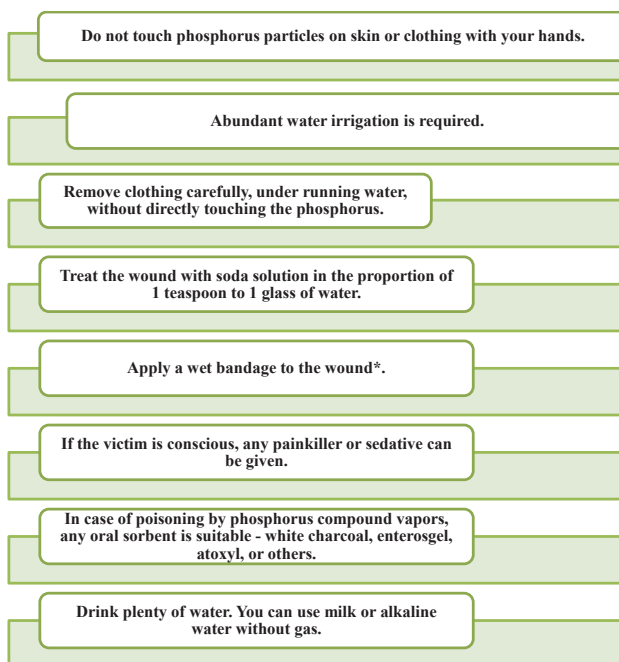 Do not touch phosphorus particles on skin or clothing with your hands.
Abundant water irrigation is required.
Remove clothing carefully, under running water,
without directly touching the phosphorus.
Treat the wound with soda solution in the proportion of
1 teaspoon to 1 glass of water.
Apply a wet bandage to the wound*.
If the victim is conscious, any painkiller or sedative can
be given.
In case of poisoning by phosphorus compound vapors,
any oral sorbent is suitable - white charcoal, enterosgel,
atoxyl, or others.
Drink plenty of water. You can use milk or alkaline
water without gas.